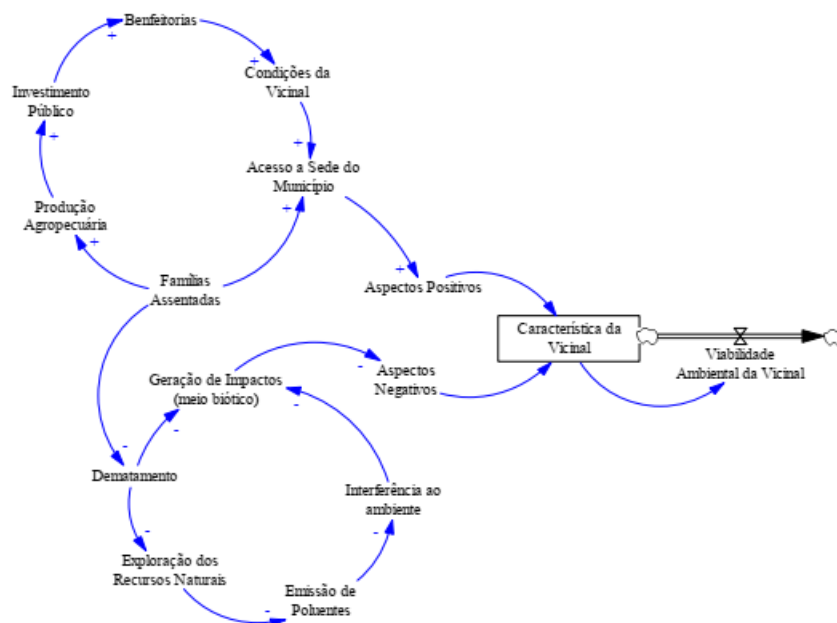 Benfeitorias
+
+
Condições da
Vicinal
Investimento
Público
+
+
Acesso a Sede do
Município
+
Produção
Agropecuária
+
+
Aspectos Positivos
Famílias
Assentadas
Característica da
Vicinal
Viabilidade
Ambiental da Vicinal
Geração de Impactos
(meio biótico)
-
Aspectos
Negativos
-
-
-
Dematamento
Interferência ao
ambiente
-
-
Exploração dos
Recursos Naturais
-
Emissão de
Poluentes